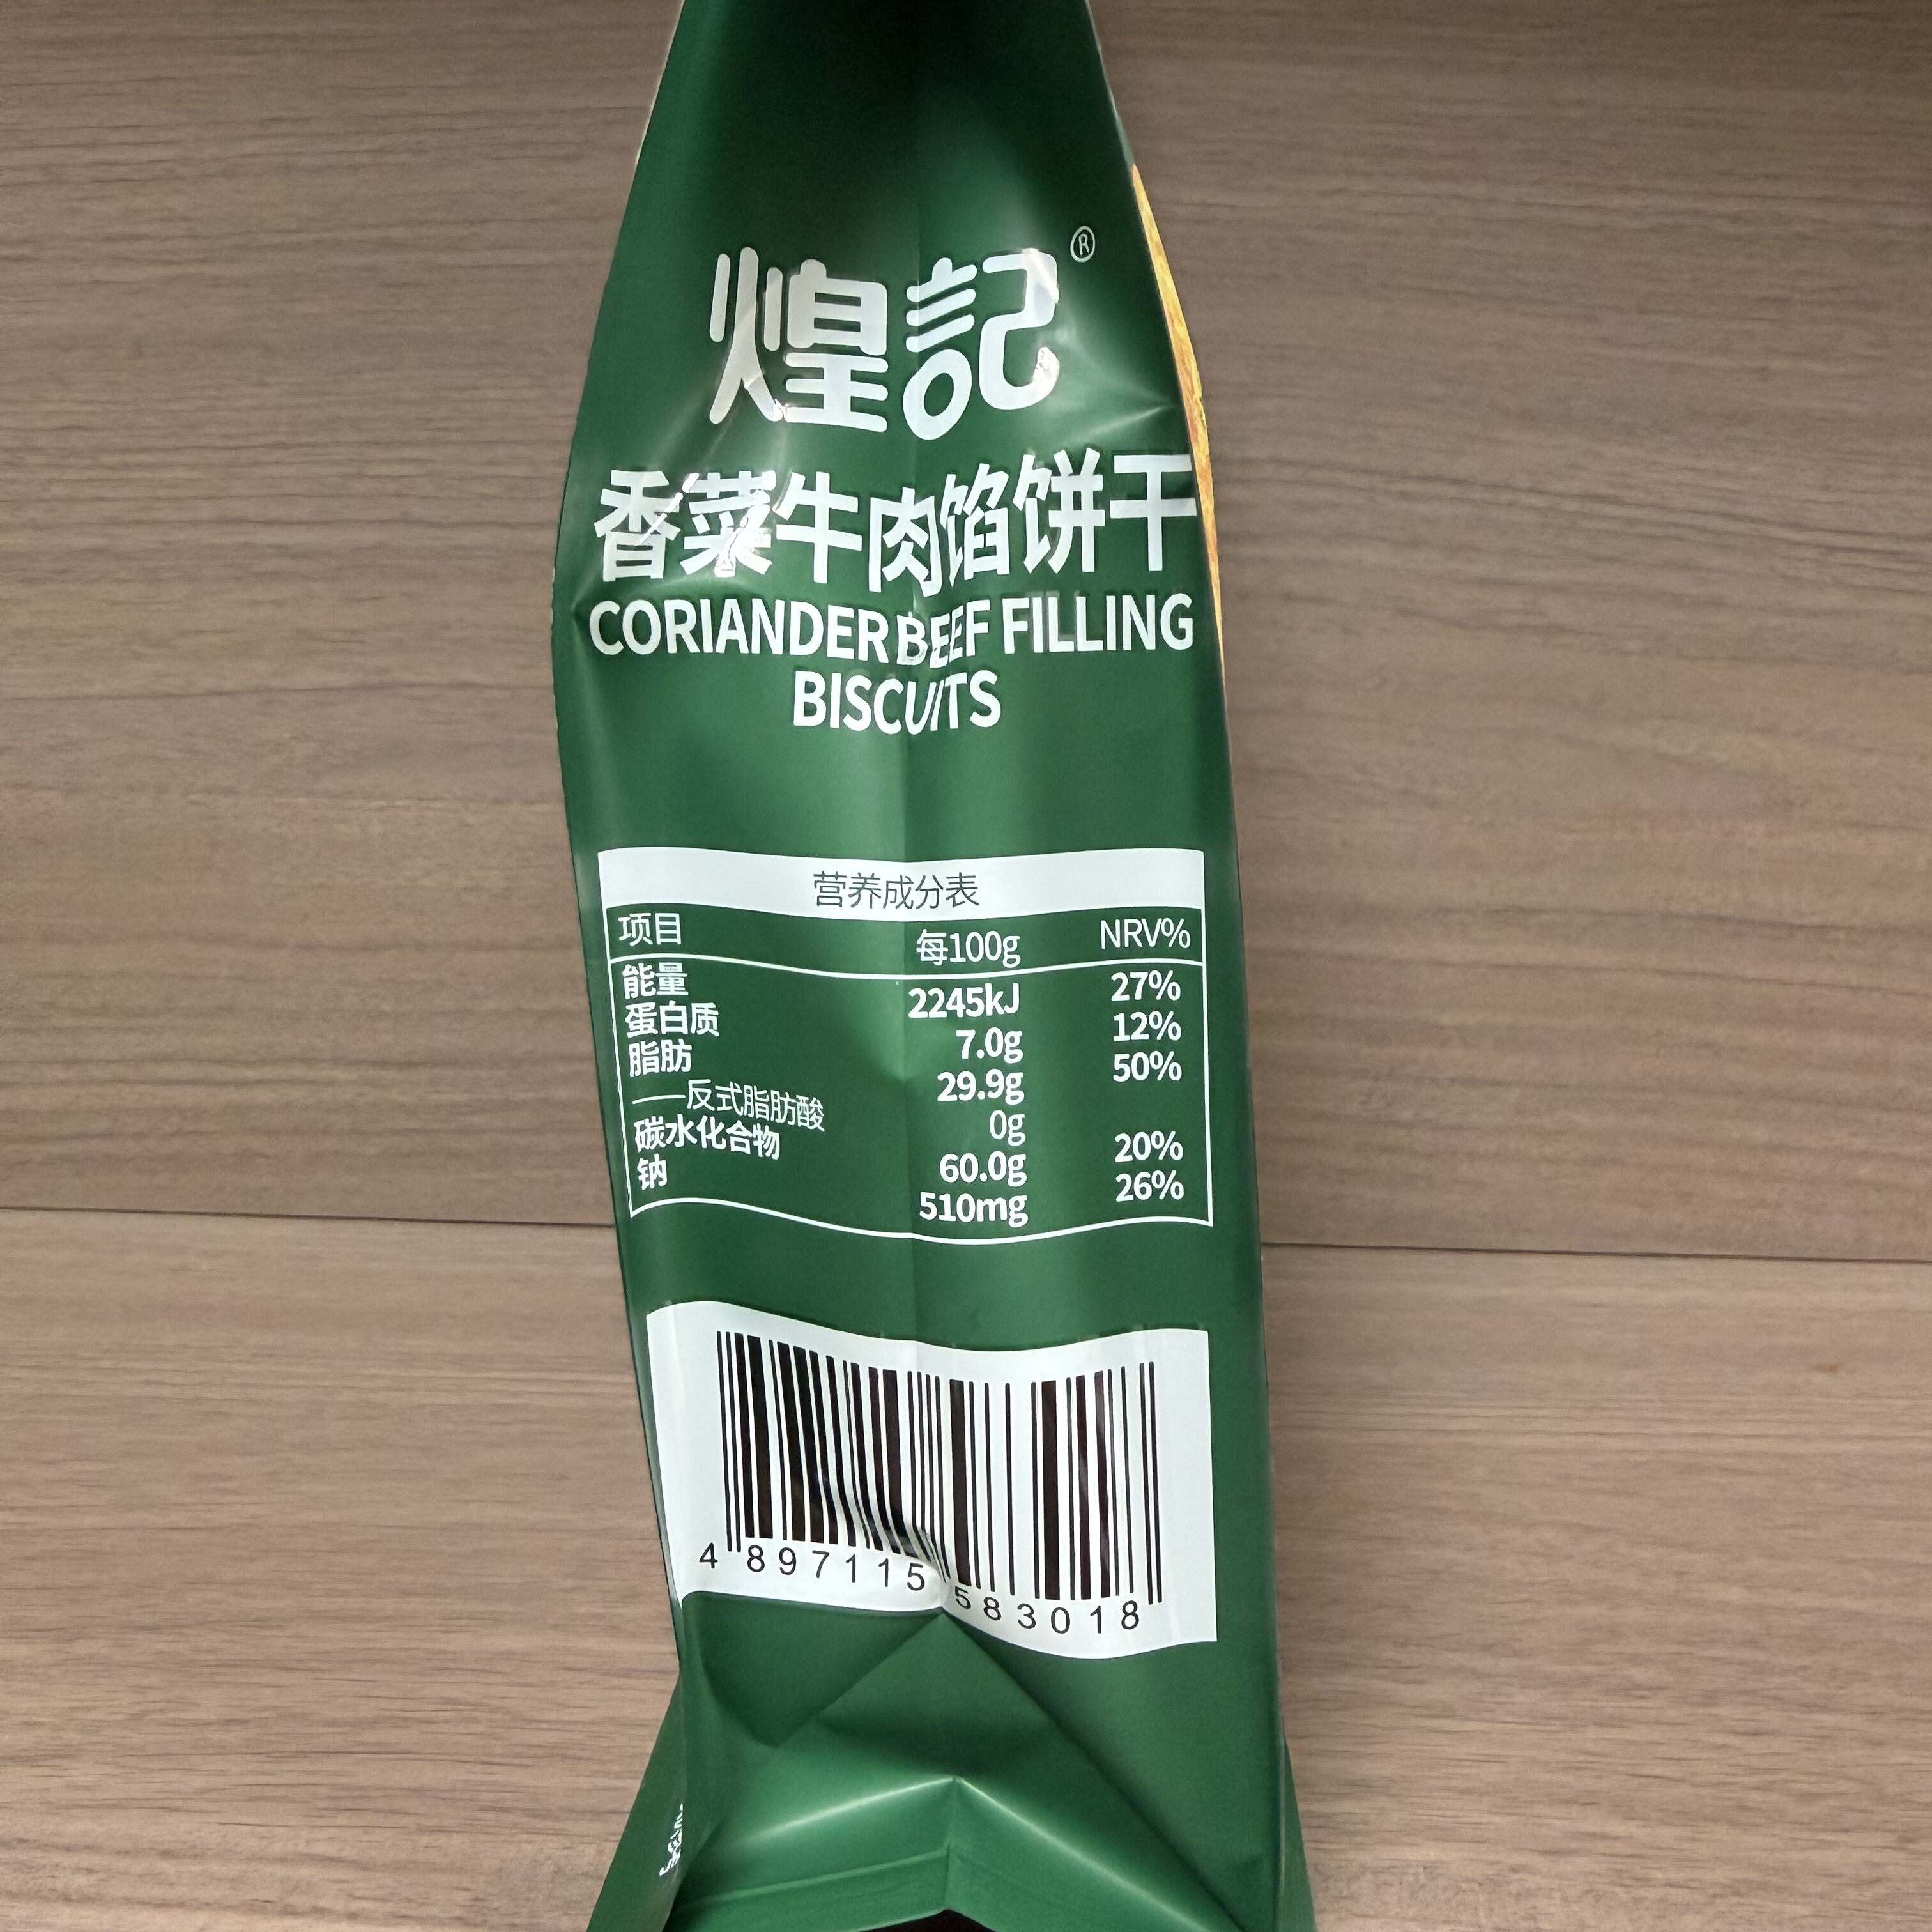 煌記®
香菜牛肉馅饼干
CORIANDER BEEF FILLING
BISCUITS
营养成分表
项目 每100g NRV%
能量 2245kJ 27%
蛋白质 7.0g 12%
脂肪 29.9g 50%
——反式脂肪酸 0g
碳水化合物 60.0g 20%
钠 510mg 26%
4 897115 583018